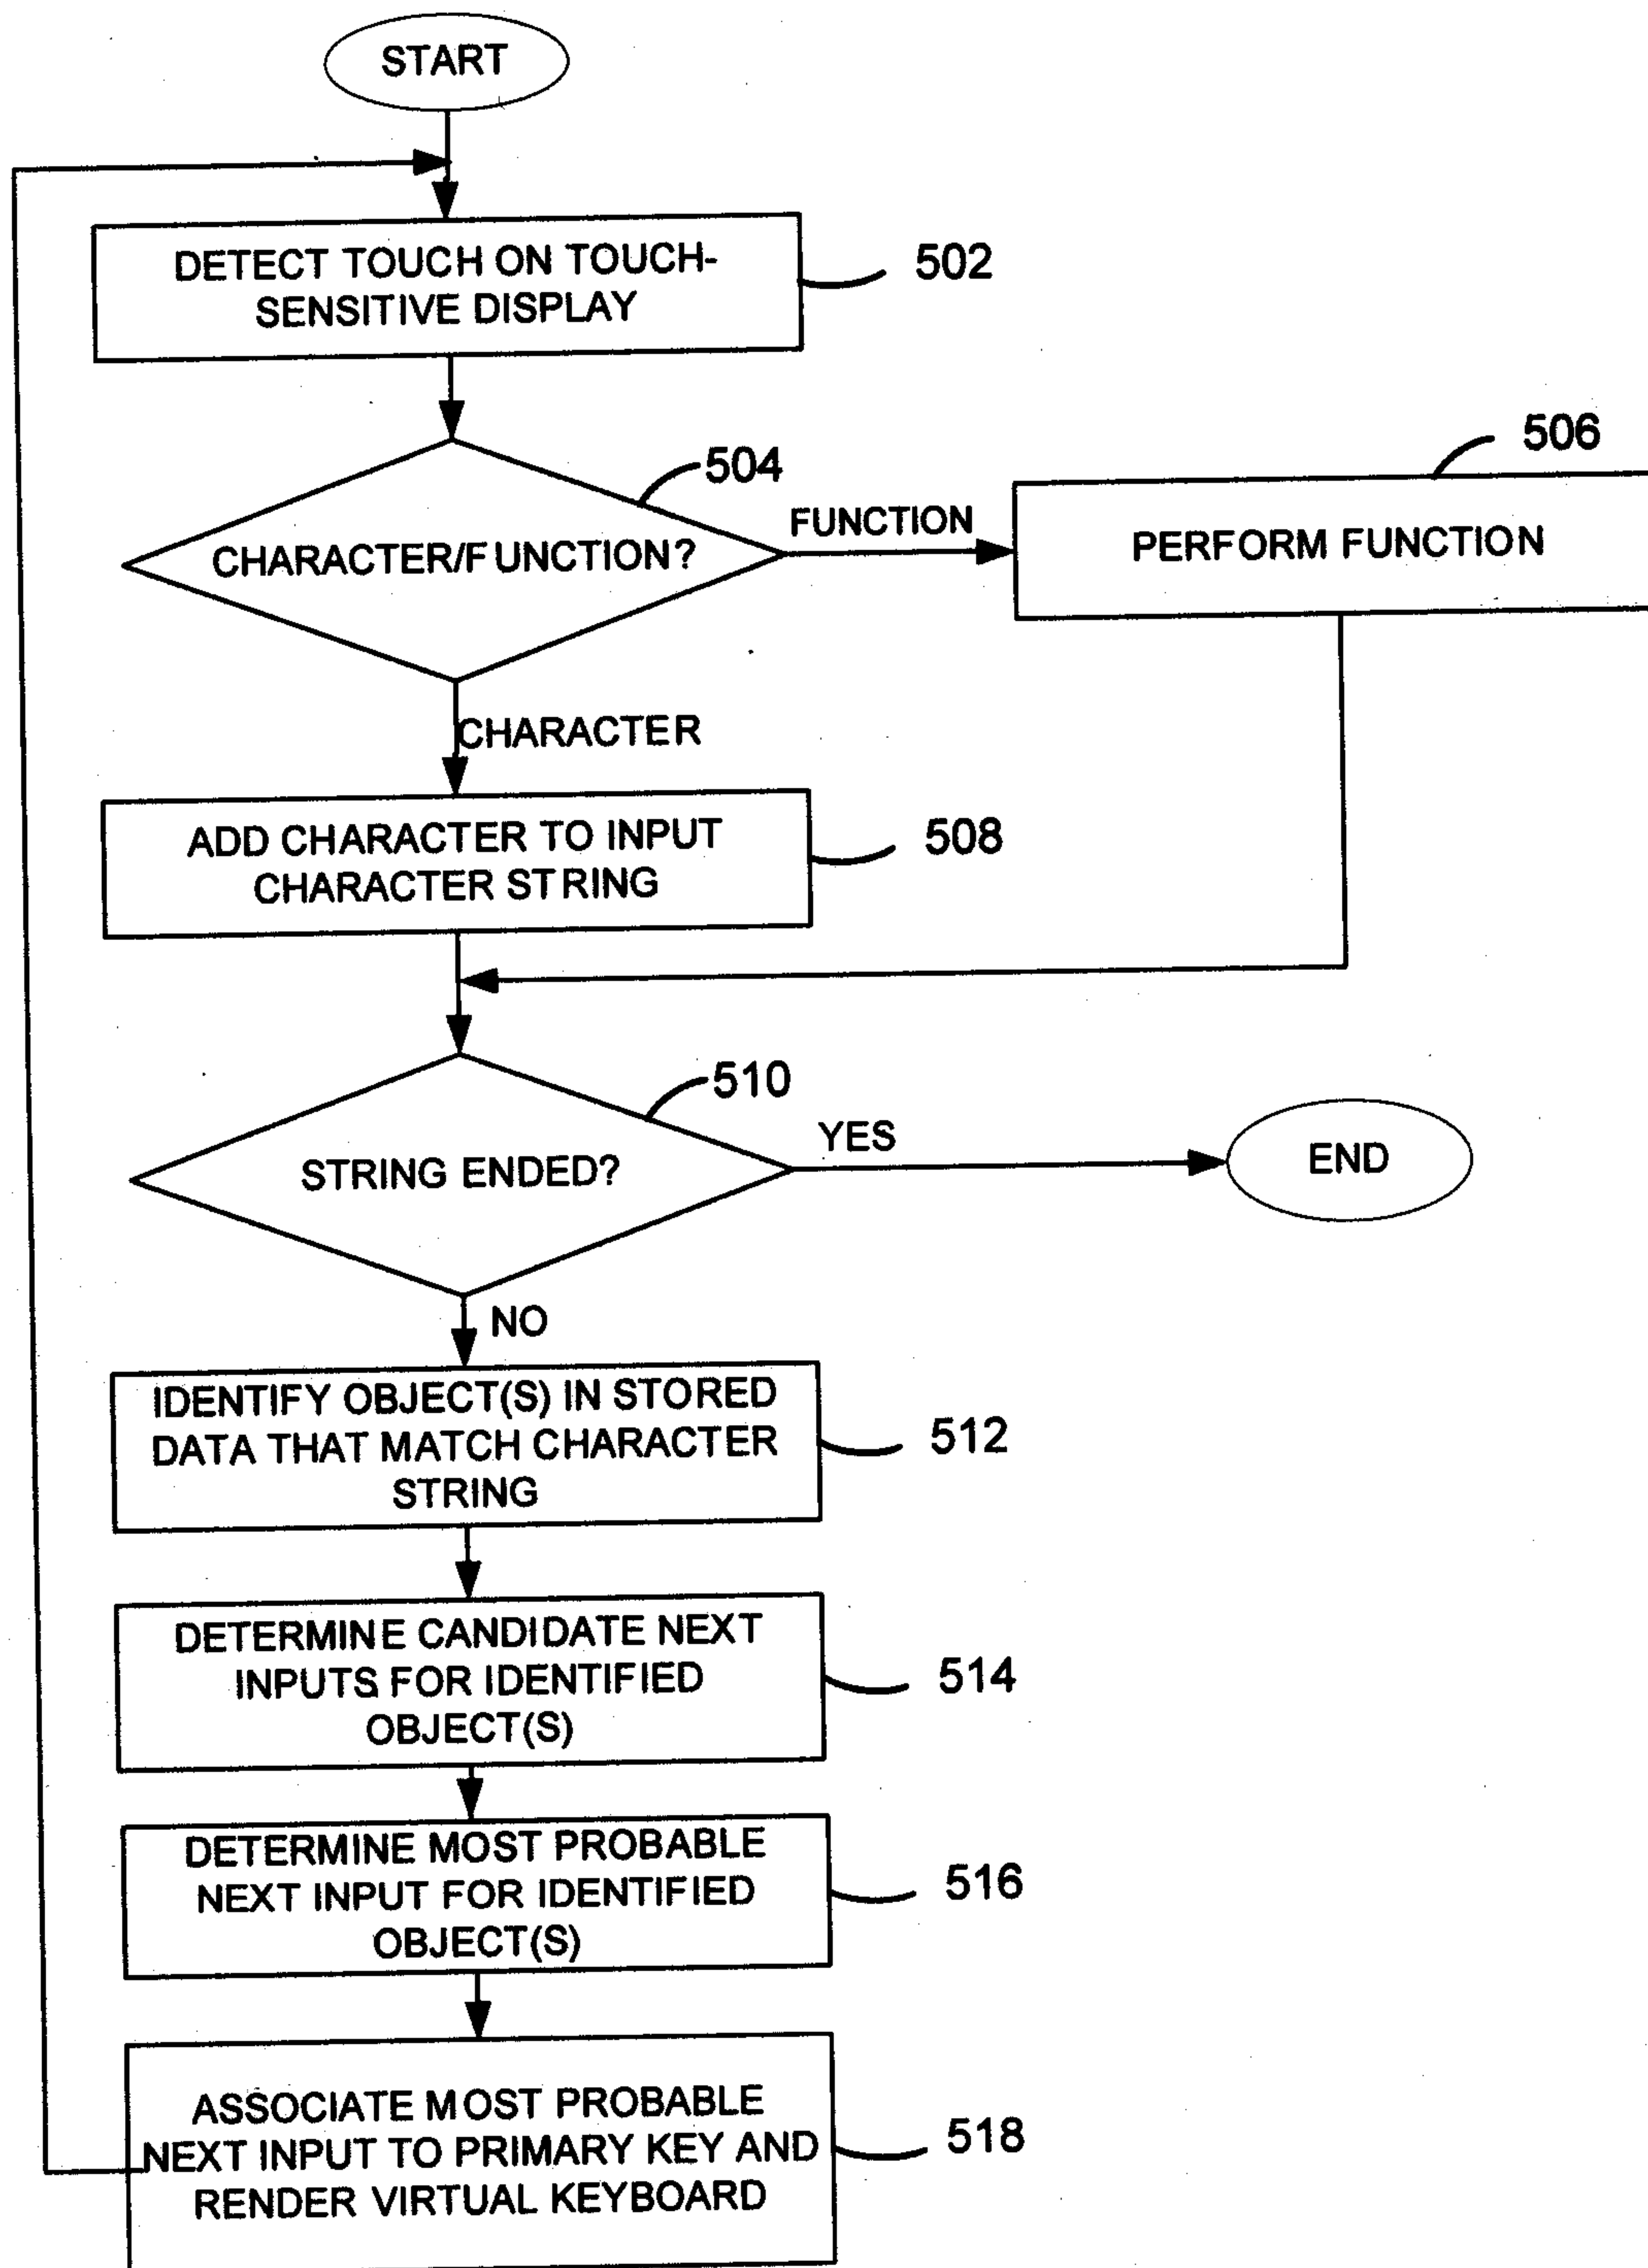 START
DETECT TOUCH ON TOUCH-
SENSITIVE DISPLAY
502
504
CHARACTER/FUNCTION?
FUNCTION
506
PERFORM FUNCTION
CHARACTER
ADD CHARACTER TO INPUT
CHARACTER STRING
508
510
STRING ENDED?
YES
END
NO
IDENTIFY OBJECT(S) IN STORED
DATA THAT MATCH CHARACTER
STRING
512
DETERMINE CANDIDATE NEXT
INPUTS FOR IDENTIFIED
OBJECT(S)
514
DETERMINE MOST PROBABLE
NEXT INPUT FOR IDENTIFIED
OBJECT(S)
516
ASSOCIATE MOST PROBABLE
NEXT INPUT TO PRIMARY KEY AND
RENDER VIRTUAL KEYBOARD
518